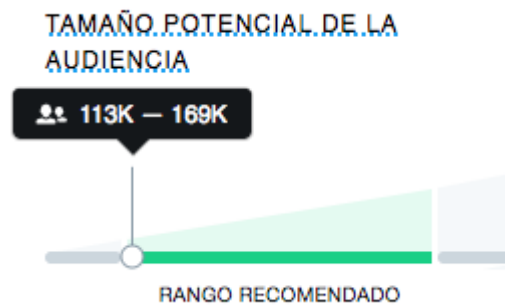 TAMAÑO POTENCIAL DE LA
AUDIENCIA
113K — 169K
RANGO RECOMENDADO